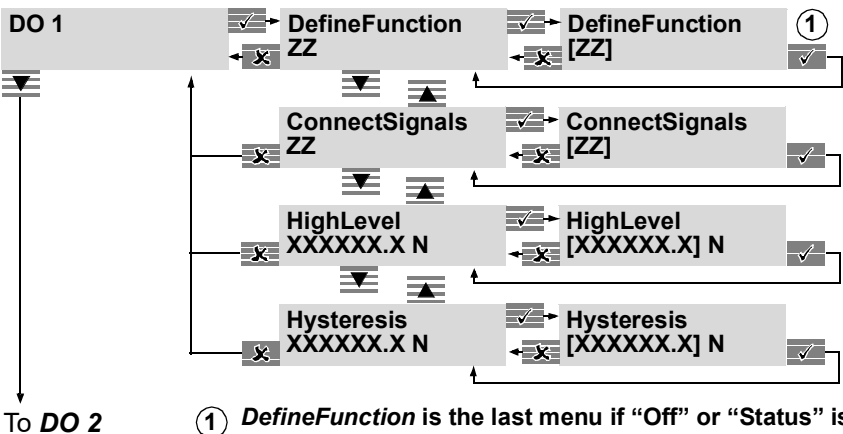 DO 1
DefineFunction
ZZ
DefineFunction
[ZZ]
1
ConnectSignals
ZZ
ConnectSignals
[ZZ]
HighLevel
XXXXXX.X N
HighLevel
[XXXXXX.X] N
Hysteresis
XXXXXX.X N
Hysteresis
[XXXXXX.X] N
To DO 2
1 DefineFunction is the last menu if “Off” or “Status” is